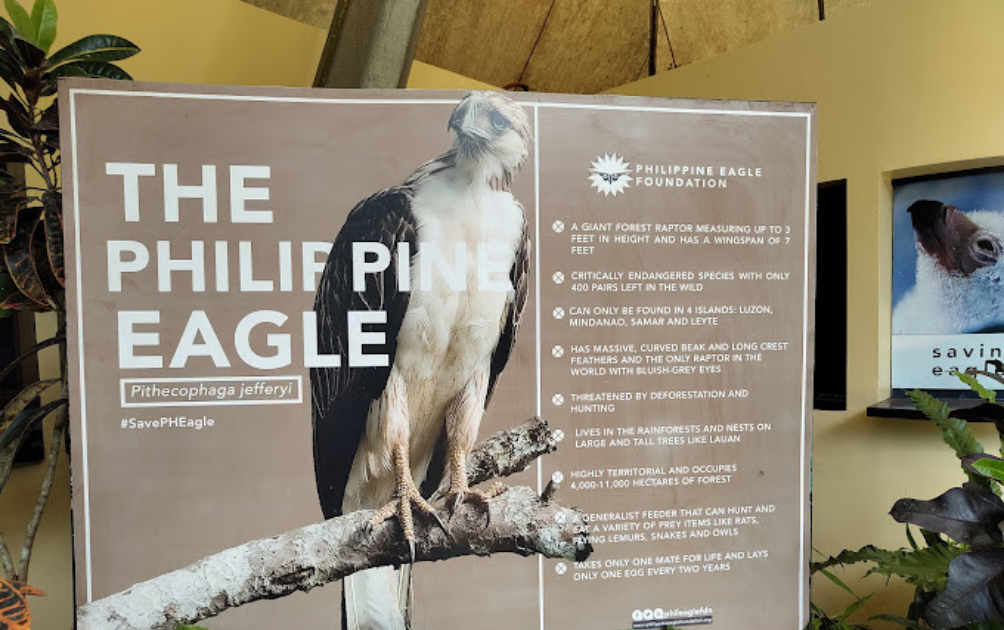 THE
PHILIPPINE
EAGLE
Pithecophaga jefferyi
#SavePHEagle
PHILIPPINE EAGLE
FOUNDATION
A GIANT FOREST RAPTOR MEASURING UP TO 3
FEET IN HEIGHT AND HAS A WINGSPAN OF 7
FEET
CRITICALLY ENDANGERED SPECIES WITH ONLY
400 PAIRS LEFT IN THE WILD
CAN ONLY BE FOUND IN 4 ISLANDS: LUZON,
MINDANAO, SAMAR AND LEYTE
HAS MASSIVE, CURVED BEAK AND LONG CREST
FEATHERS AND THE ONLY RAPTOR IN THE
WORLD WITH BLUISH-GREY EYES
THREATENED BY DEFORESTATION AND
HUNTING
LIVES IN THE RAINFORESTS AND NESTS ON
LARGE AND TALL TREES LIKE LAUAN
HIGHLY TERRITORIAL AND OCCUPIES
4,000-11,000 HECTARES OF FOREST
A GENERALIST FEEDER THAT CAN HUNT AND
EAT A VARIETY OF PREY ITEMS LIKE RATS,
FLYING LEMURS, SNAKES AND OWLS
TAKES ONLY ONE MATE FOR LIFE AND LAYS
ONLY ONE EGG EVERY TWO YEARS
phileaglefdn
www.philippineeaglefoundation.org
savin